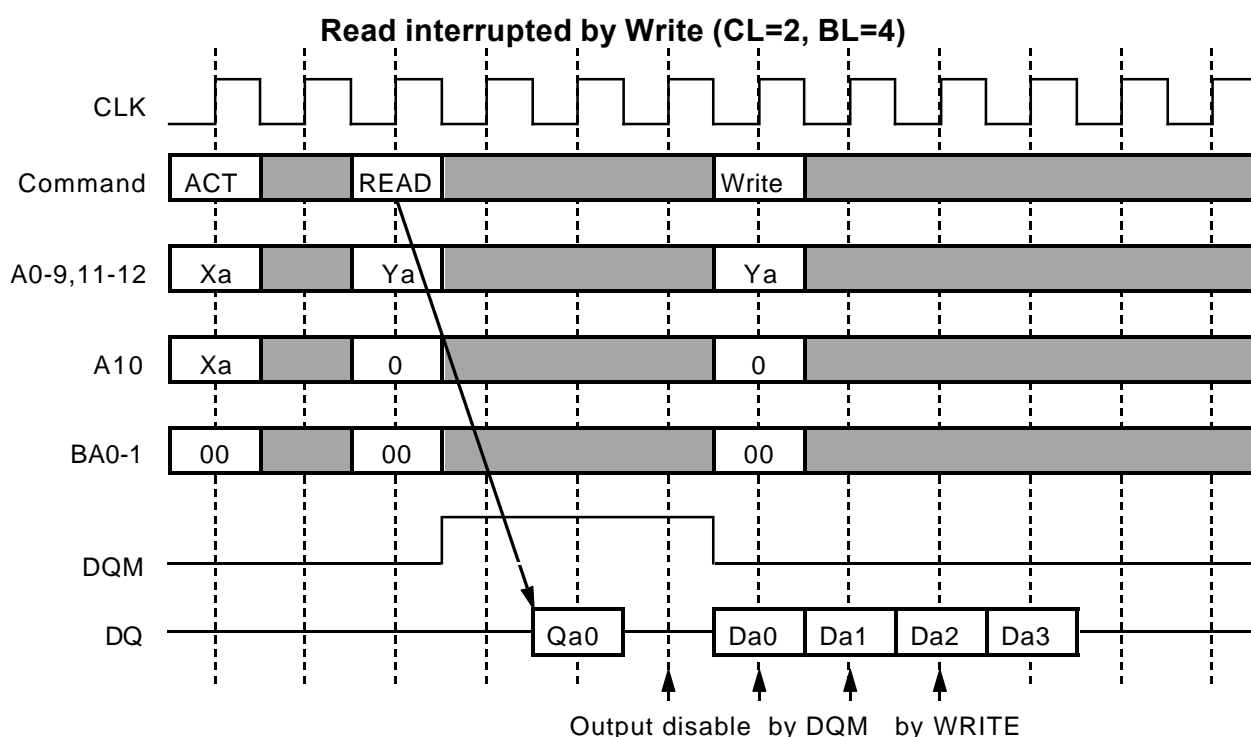 Read interrupted by Write (CL=2, BL=4)
CLK
Command ACT READ Write
A0-9,11-12 Xa Ya Ya
A10 Xa 0 0
BA0-1 00 00 00
DQM
DQ Qa0 Da0 Da1 Da2 Da3
Output disable by DQM by WRITE